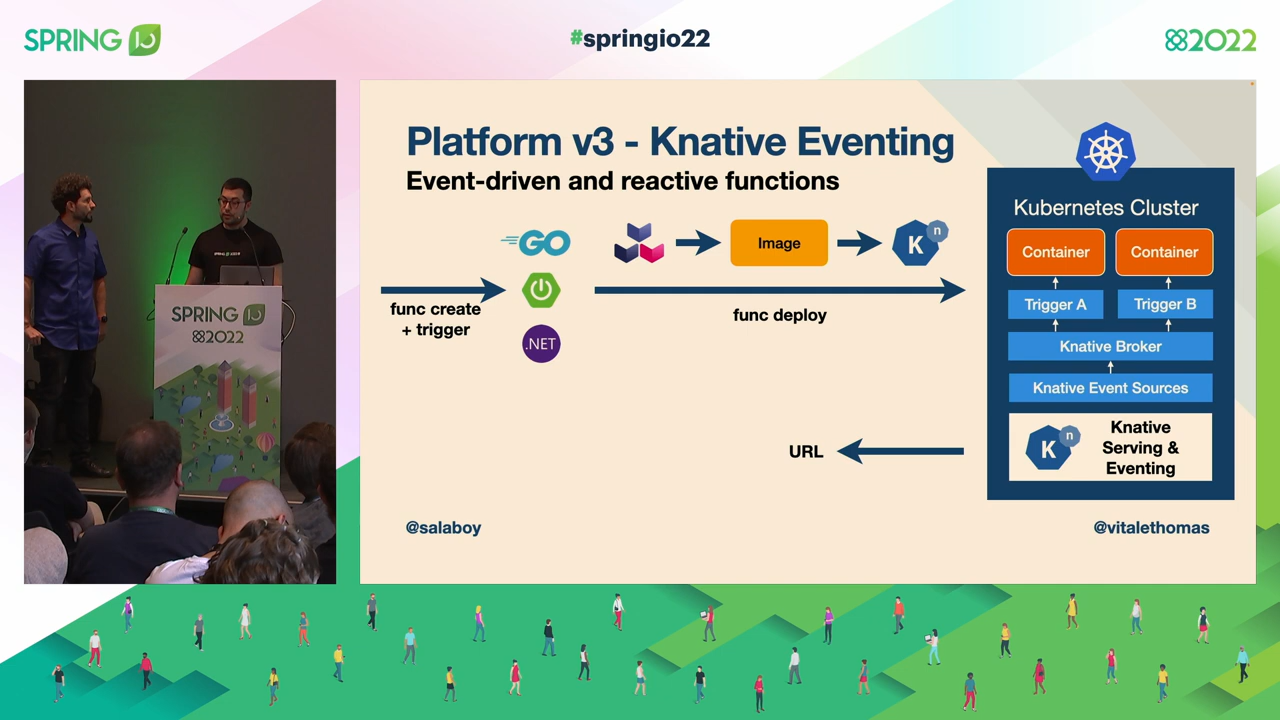 SPRING IO
#springio22
2022
Platform v3 - Knative Eventing
Event-driven and reactive functions
GO
Image
K n
func create
+ trigger
.NET
func deploy
URL
Kubernetes Cluster
Container
Container
Trigger A
Trigger B
Knative Broker
Knative Event Sources
K n
Knative
Serving &
Eventing
@salaboy
@vitalethomas
SPRING IO
2022